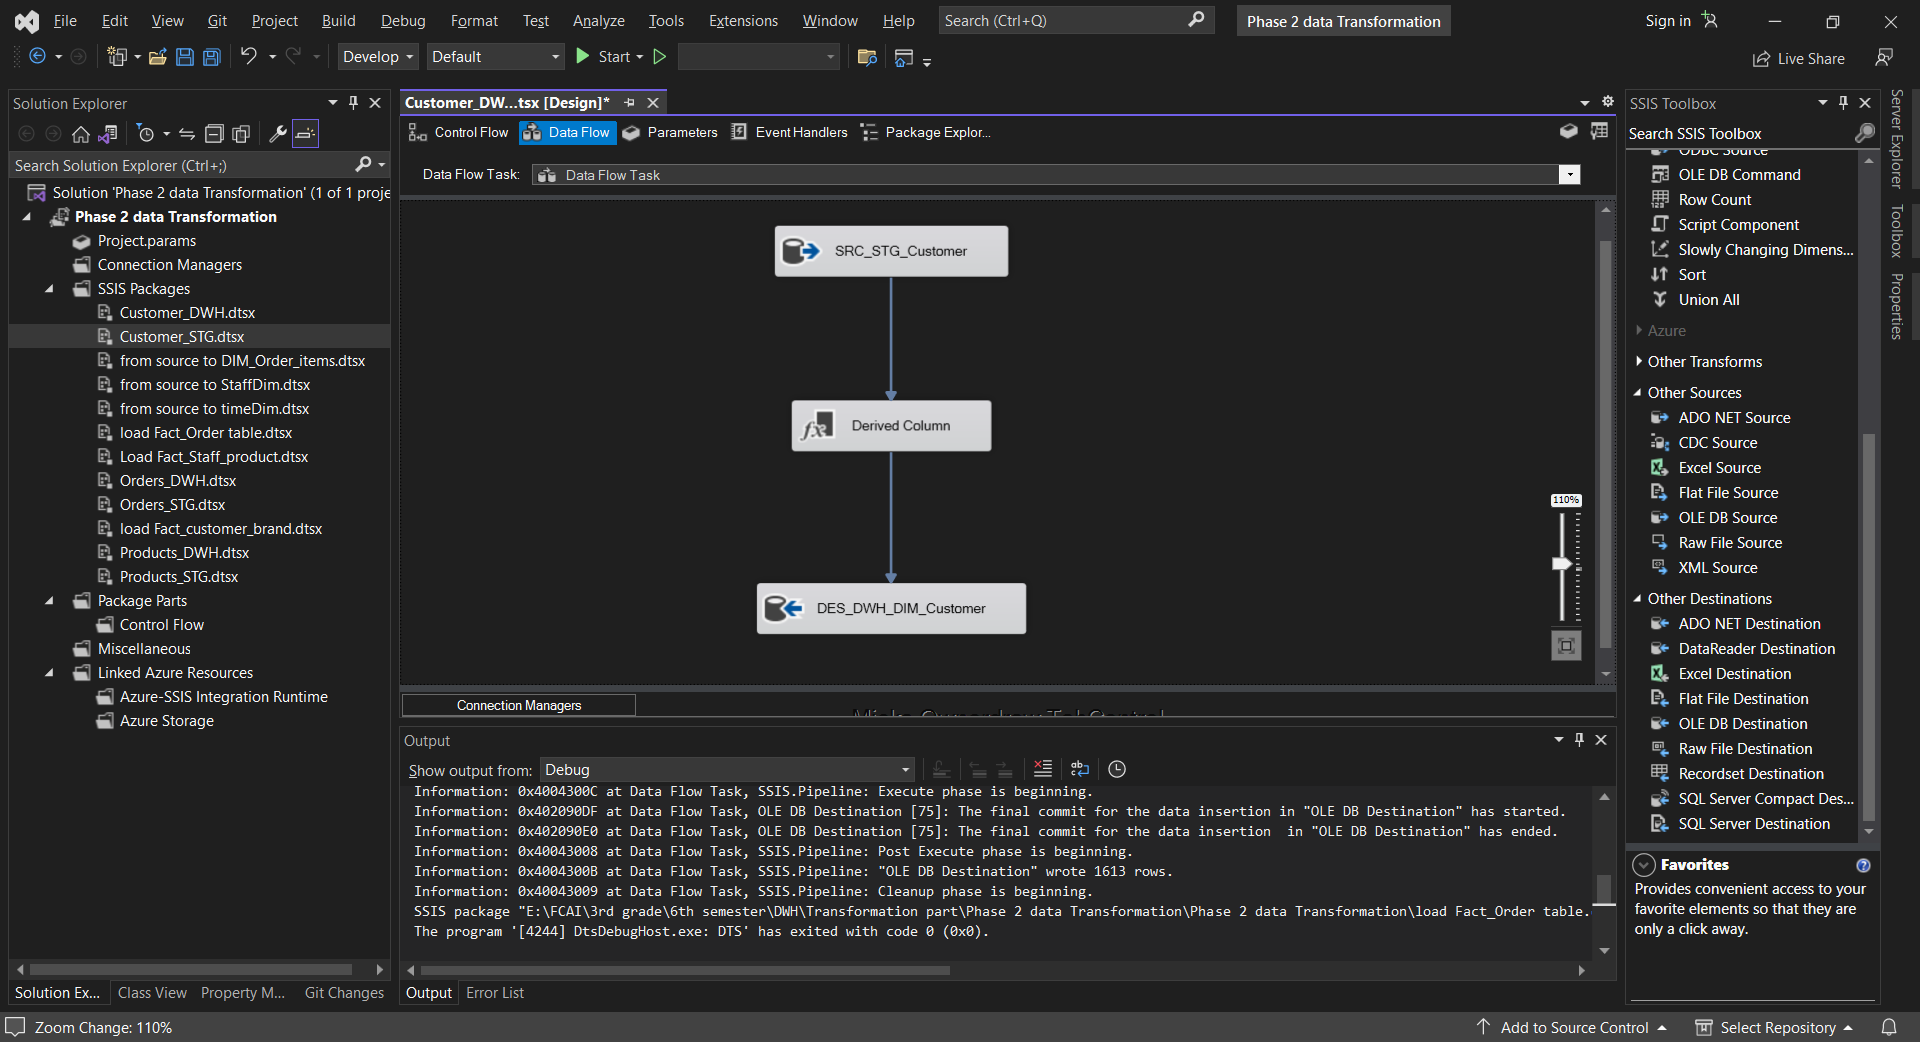 File Edit View Git Project Build Debug Format Test Analyze Tools Extensions Window Help Search (Ctrl+Q) Phase 2 data Transformation Sign in
Develop Default Start Live Share
Solution Explorer
Search Solution Explorer (Ctrl+;)
Solution 'Phase 2 data Transformation' (1 of 1 proje
Phase 2 data Transformation
Project.params
Connection Managers
SSIS Packages
Customer_DWH.dtsx
Customer_STG.dtsx
from source to DIM_Order_items.dtsx
from source to StaffDim.dtsx
from source to timeDim.dtsx
load Fact_Order table.dtsx
Load Fact_Staff_product.dtsx
Orders_DWH.dtsx
Orders_STG.dtsx
load Fact_customer_brand.dtsx
Products_DWH.dtsx
Products_STG.dtsx
Package Parts
Control Flow
Miscellaneous
Linked Azure Resources
Azure-SSIS Integration Runtime
Azure Storage
Solution Ex... Class View Property M... Git Changes
Customer_DW...tsx [Design]*
Control Flow Data Flow Parameters Event Handlers Package Explor...
Data Flow Task: Data Flow Task
SRC_STG_Customer
Derived Column
DES_DWH_DIM_Customer
110%
Connection Managers
Output
Show output from: Debug
Information: 0x4004300C at Data Flow Task, SSIS.Pipeline: Execute phase is beginning.
Information: 0x402090DF at Data Flow Task, OLE DB Destination [75]: The final commit for the data insertion in "OLE DB Destination" has started.
Information: 0x402090E0 at Data Flow Task, OLE DB Destination [75]: The final commit for the data insertion  in "OLE DB Destination" has ended.
Information: 0x40043008 at Data Flow Task, SSIS.Pipeline: Post Execute phase is beginning.
Information: 0x4004300B at Data Flow Task, SSIS.Pipeline: "OLE DB Destination" wrote 1613 rows.
Information: 0x40043009 at Data Flow Task, SSIS.Pipeline: Cleanup phase is beginning.
SSIS package "E:\FCAI\3rd grade\6th semester\DWH\Transformation part\Phase 2 data Transformation\Phase 2 data Transformation\load Fact_Order table.
The program '[4244] DtsDebugHost.exe: DTS' has exited with code 0 (0x0).
Output Error List
SSIS Toolbox
Search SSIS Toolbox
ODBC Source
OLE DB Command
Row Count
Script Component
Slowly Changing Dimens...
Sort
Union All
Azure
Other Transforms
Other Sources
ADO NET Source
CDC Source
Excel Source
Flat File Source
OLE DB Source
Raw File Source
XML Source
Other Destinations
ADO NET Destination
DataReader Destination
Excel Destination
Flat File Destination
OLE DB Destination
Raw File Destination
Recordset Destination
SQL Server Compact Des...
SQL Server Destination
Favorites
Provides convenient access to your
favorite elements so that they are
only a click away.
Server Explorer
Toolbox
Properties
Zoom Change: 110% Add to Source Control Select Repository